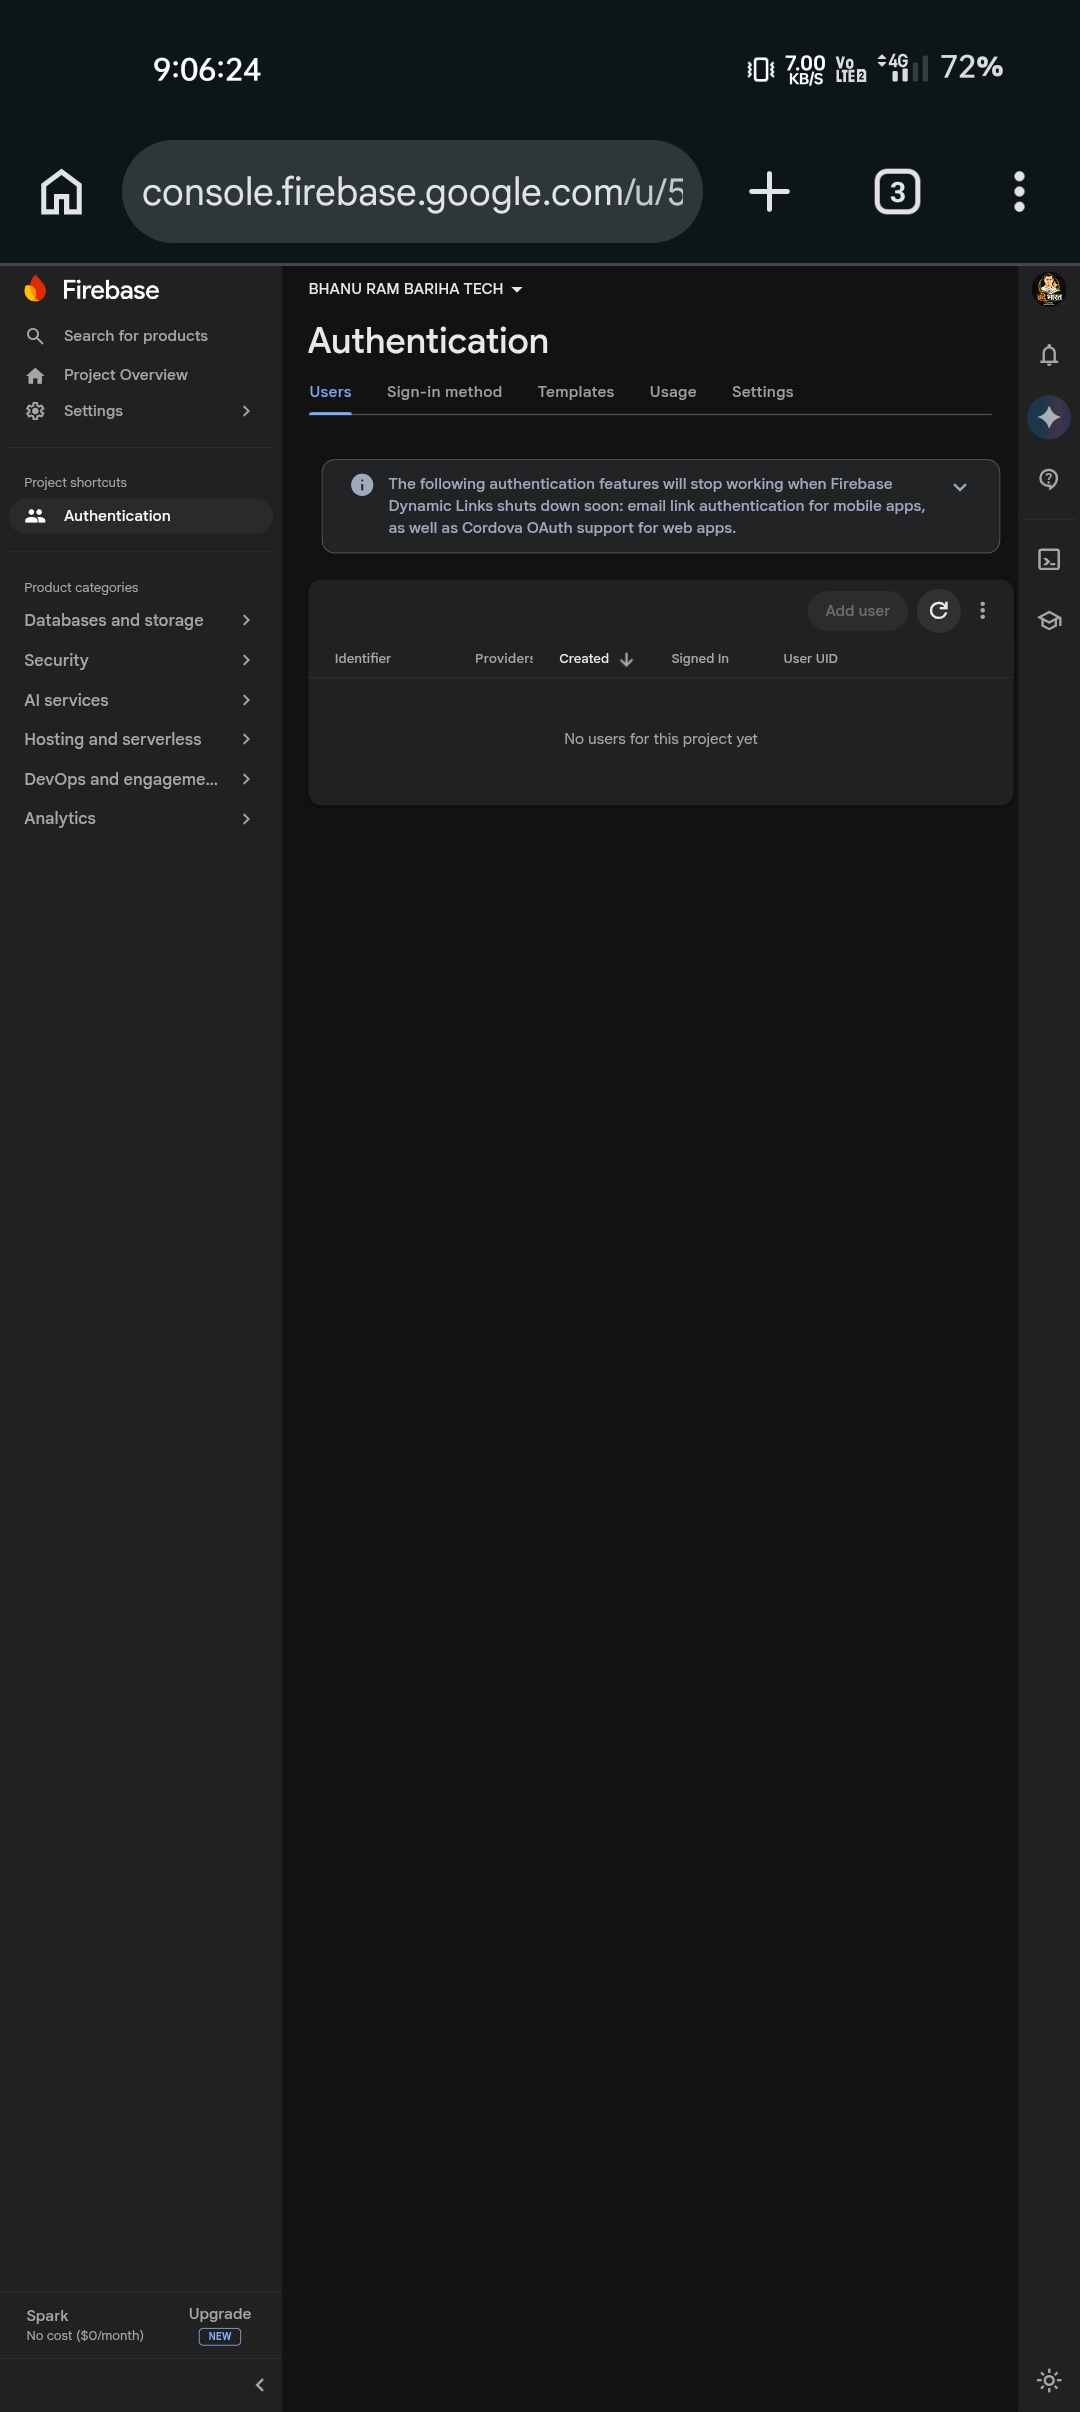 9:06:24
7.00 KB/S Vo LTE 2 4G 72%
console.firebase.google.com/u/5
3
Firebase
Search for products
Project Overview
Settings
Project shortcuts
Authentication
Product categories
Databases and storage
Security
AI services
Hosting and serverless
DevOps and engageme...
Analytics
Spark
No cost ($0/month)
Upgrade
NEW
BHANU RAM BARIHA TECH
Authentication
Users Sign-in method Templates Usage Settings
The following authentication features will stop working when Firebase
Dynamic Links shuts down soon: email link authentication for mobile apps,
as well as Cordova OAuth support for web apps.
Add user
Identifier Providers Created Signed In User UID
No users for this project yet